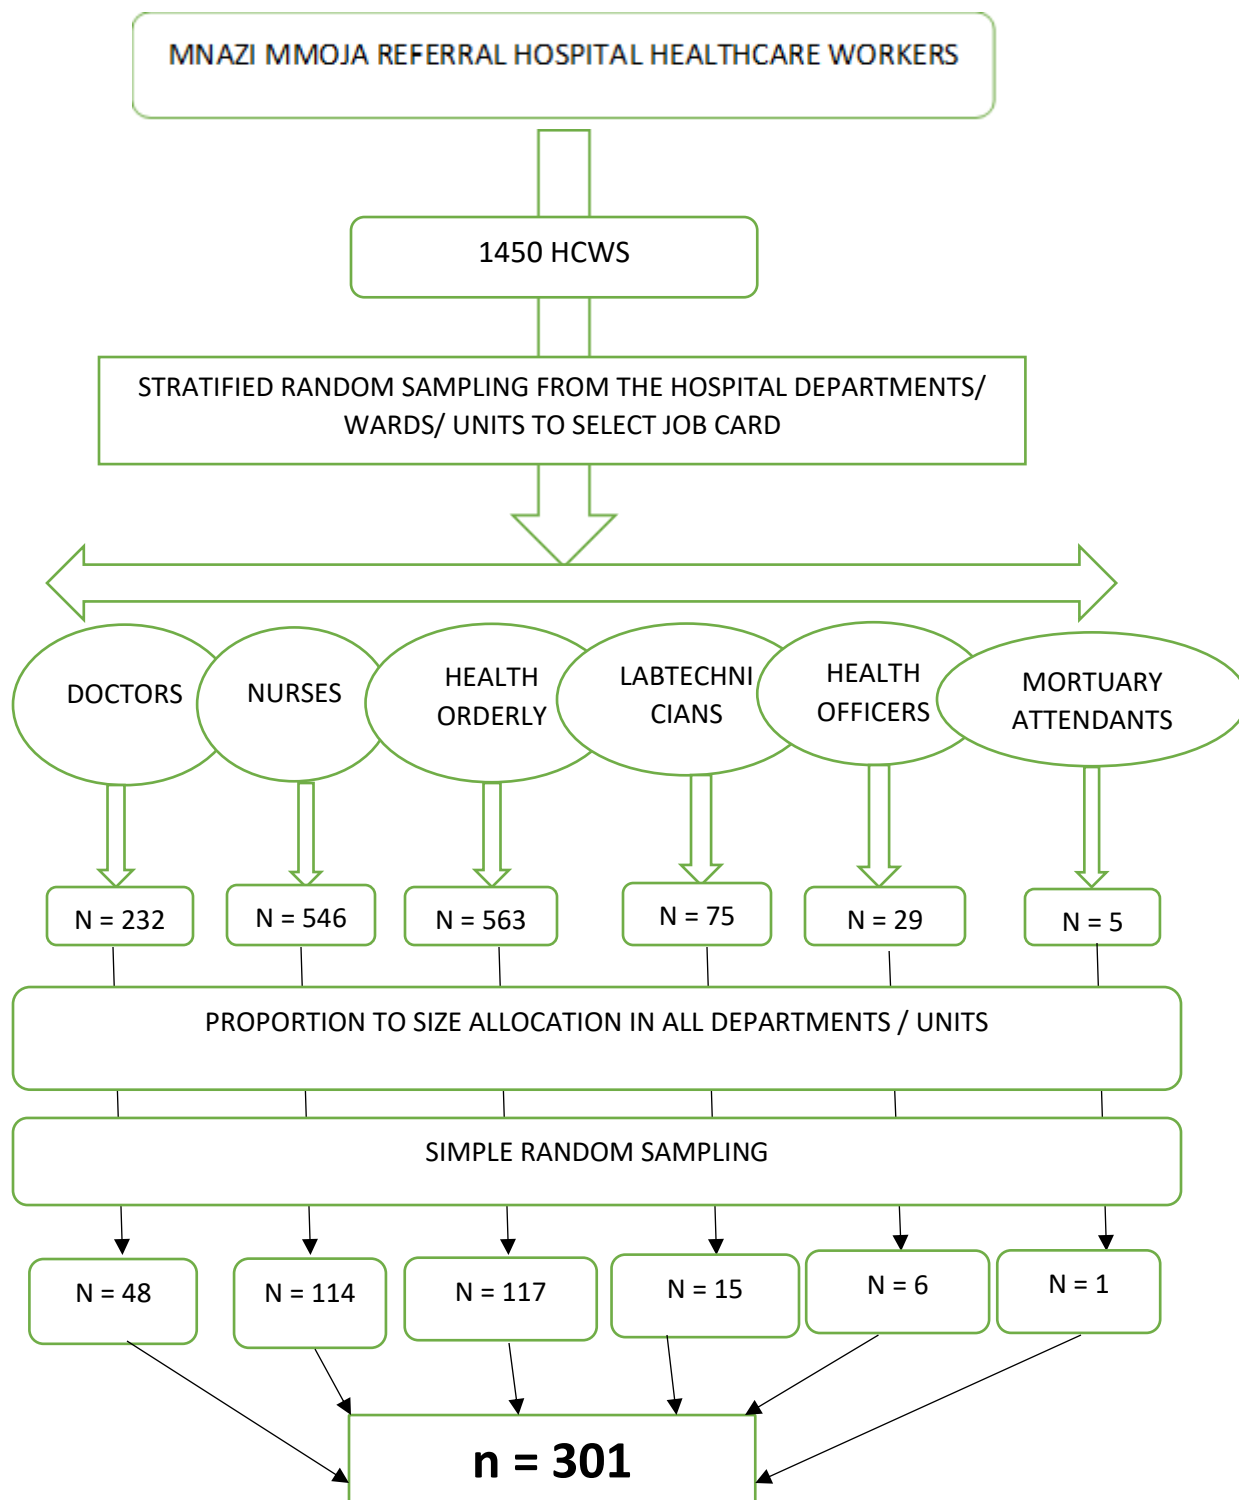 MNAZI MMOJA REFERRAL HOSPITAL HEALTHCARE WORKERS
1450 HCWS
STRATIFIED RANDOM SAMPLING FROM THE HOSPITAL DEPARTMENTS/
WARDS/ UNITS TO SELECT JOB CARD
DOCTORS
NURSES
HEALTH
ORDERLY
LABTECHNI
CIANS
HEALTH
OFFICERS
MORTUARY
ATTENDANTS
N = 232
N = 546
N = 563
N = 75
N = 29
N = 5
PROPORTION TO SIZE ALLOCATION IN ALL DEPARTMENTS / UNITS
SIMPLE RANDOM SAMPLING
N = 48
N = 114
N = 117
N = 15
N = 6
N = 1
n = 301